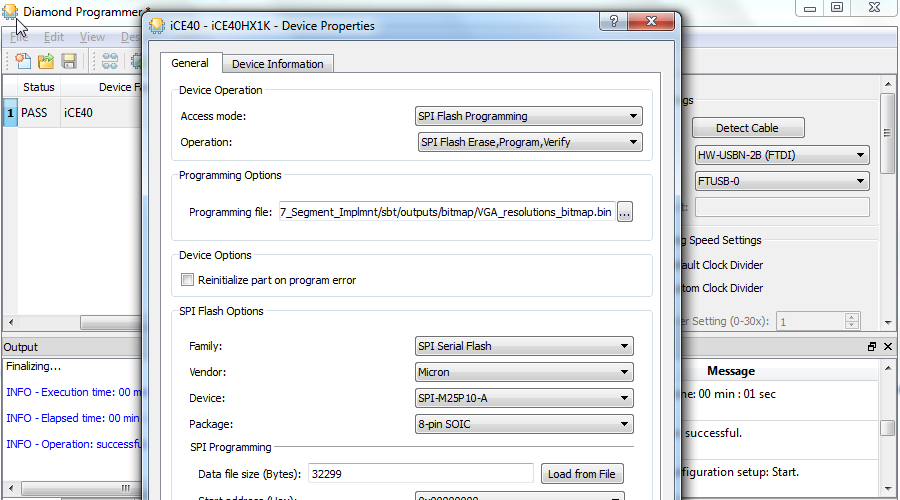 Diamond Programmer*
File Edit View Des
Status Device Fa
1 PASS iCE40
Output
Finalizing...
INFO - Execution time: 00 m
INFO - Elapsed time: 00 min
INFO - Operation: successfu
iCE40 - iCE40HX1K - Device Properties
General Device Information
Device Operation
Access mode: SPI Flash Programming
Operation: SPI Flash Erase,Program,Verify
Programming Options
Programming file: 7_Segment_Implmnt/sbt/outputs/bitmap/VGA_resolutions_bitmap.bin ...
Device Options
Reinitialize part on program error
SPI Flash Options
Family: SPI Serial Flash
Vendor: Micron
Device: SPI-M25P10-A
Package: 8-pin SOIC
SPI Programming
Data file size (Bytes): 32299 Load from File
Start address (Hex): 0x00000000
ngs
Detect Cable
HW-USBN-2B (FTDI)
FTUSB-0
t:
g Speed Settings
ault Clock Divider
tom Clock Divider
er Setting (0-30x): 1
Message
me: 00 min : 01 sec
successful.
figuration setup: Start.